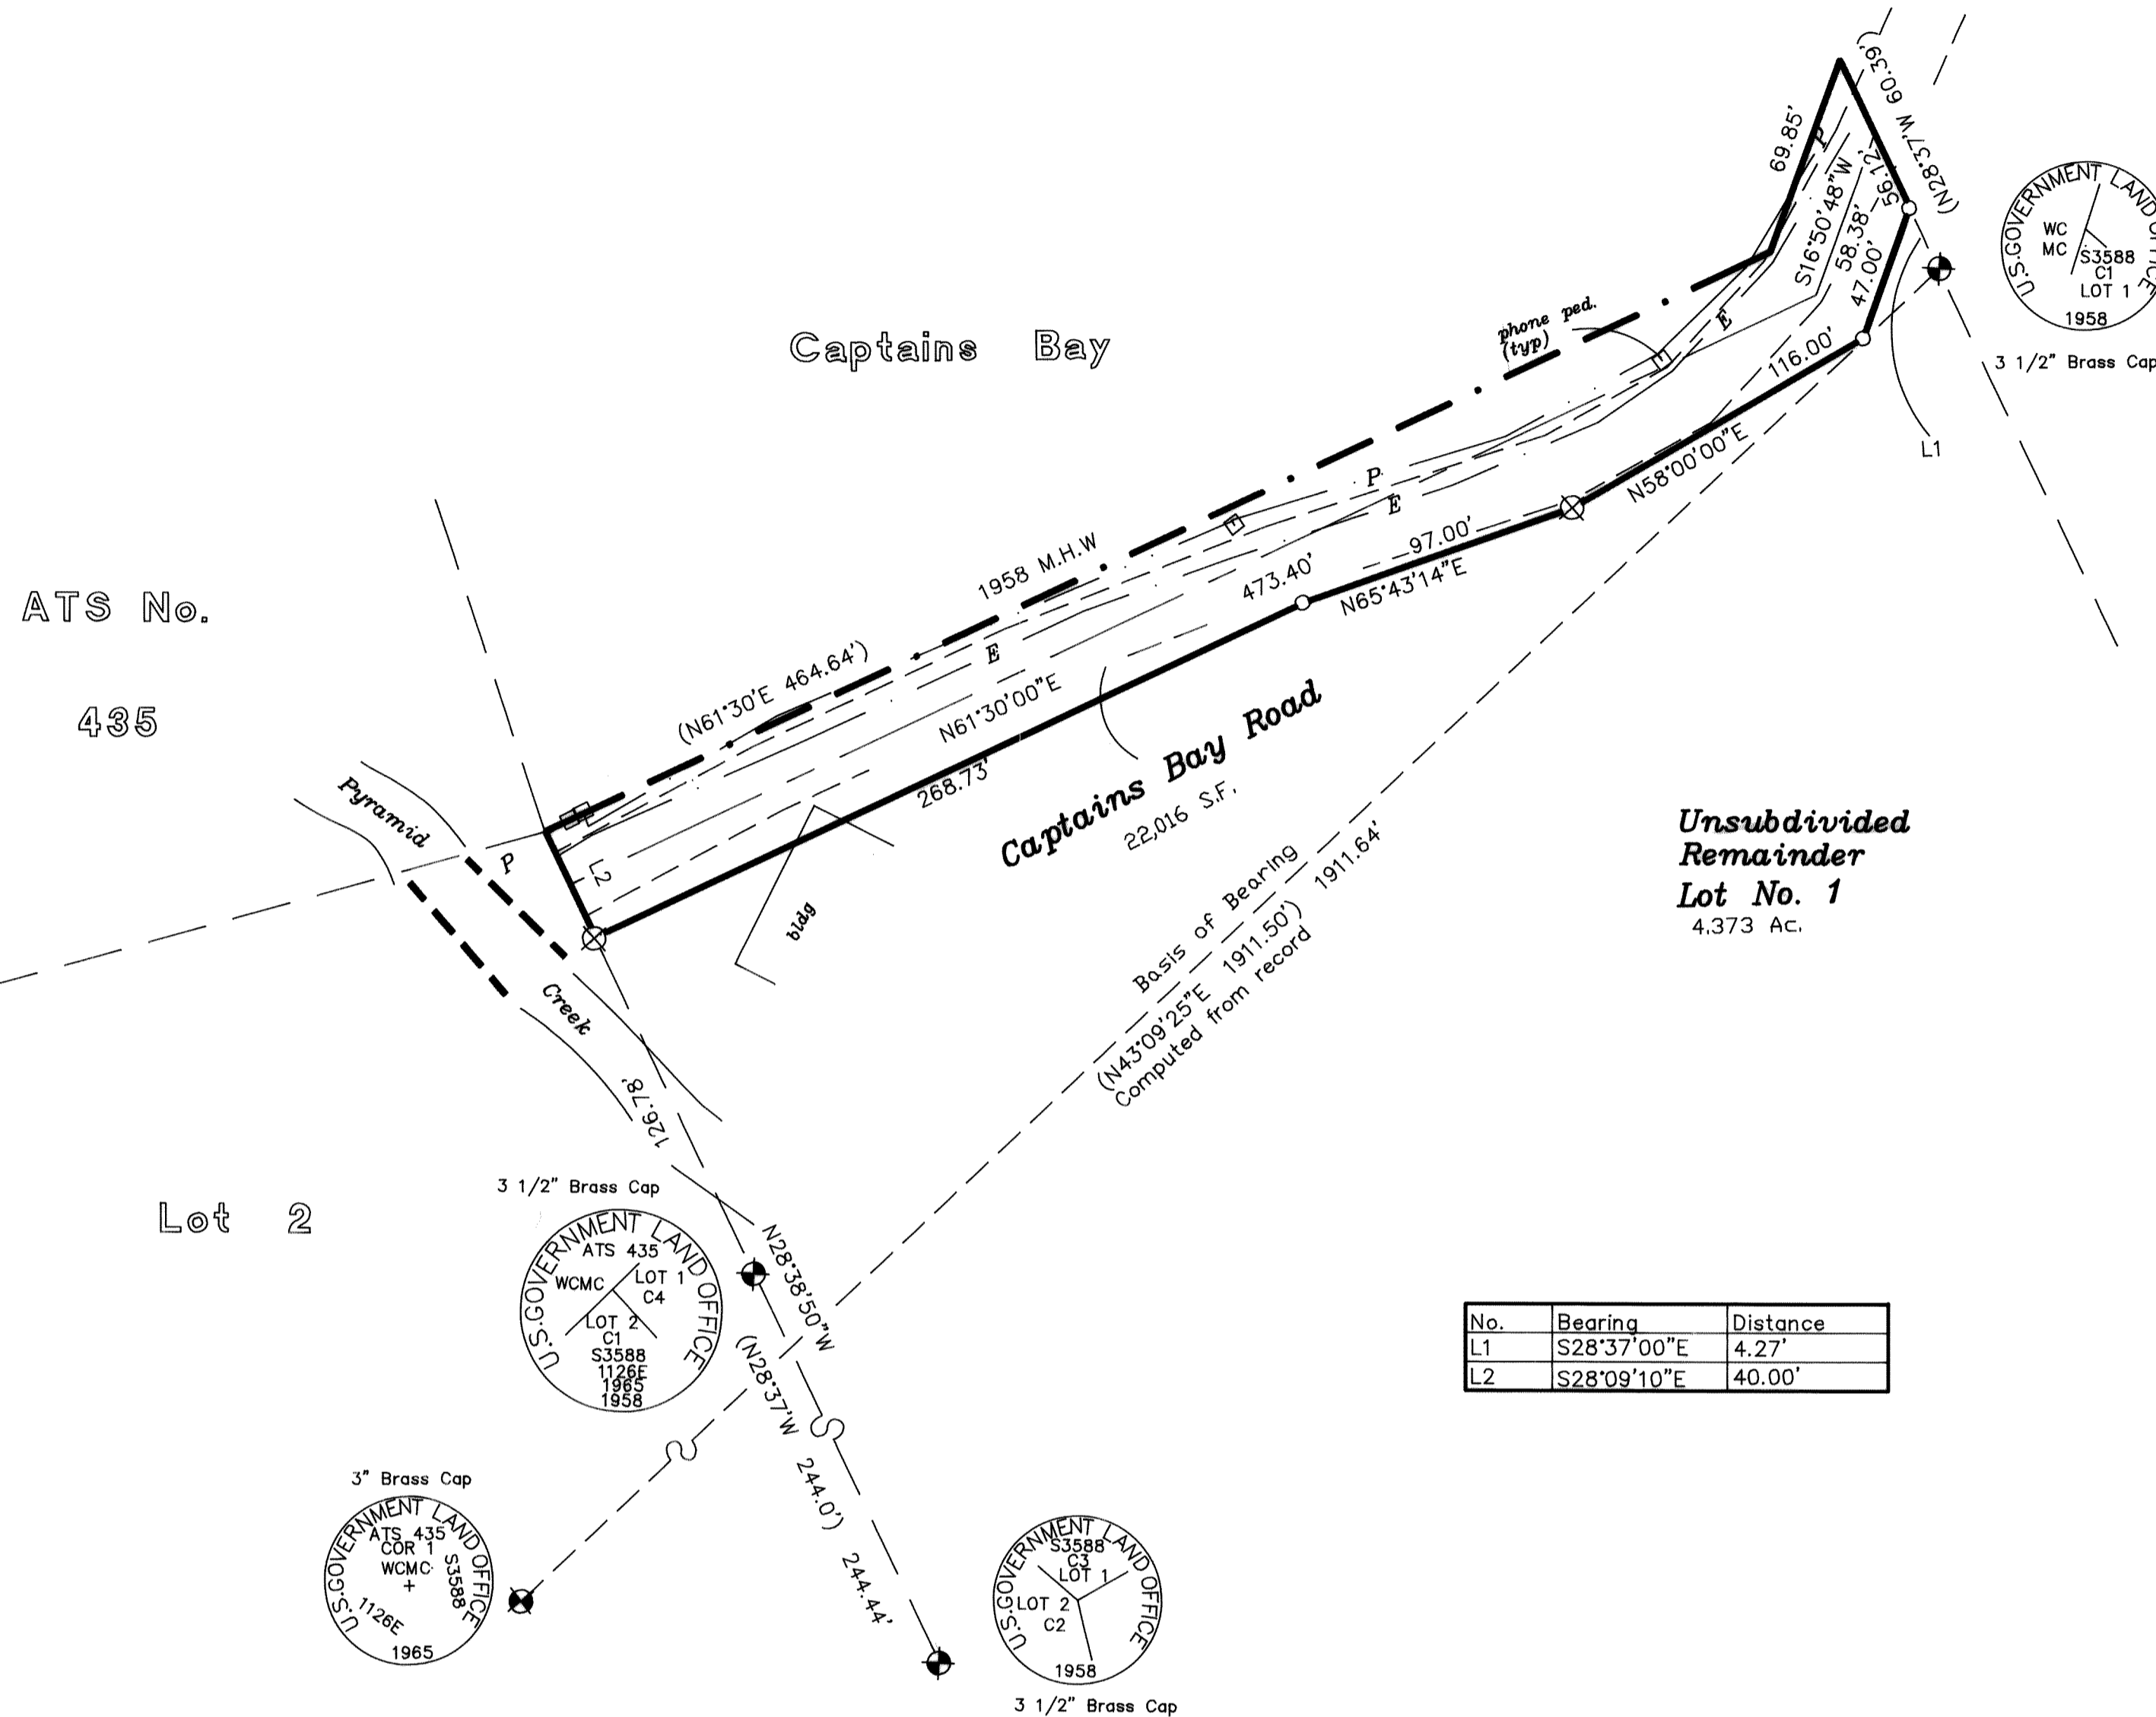 (N28°37'W 60.39'
69.85'
P
S16°50'48"W
56.12'
58.38'
47.00'
U.S.GOVERNMENT LAND OFFICE
WC
MC
S3588
C1
LOT 1
1958
3 1/2" Brass Cap
phone ped.
(typ)
E
116.00'
L1
N58°00'00"E
Captains Bay
P
E
97.00'
N65°43'14"E
1958 M.H.W
473.40'
(N61°30'E 464.64')
E
N61°30'00"E
268.73'
ATS No.
435
Pyramid
Creek
P
L2
bldg
Captains Bay Road
22,016 S.F.
Unsubdivided
Remainder
Lot No. 1
4.373 Ac.
Basis of Bearing 1911.64'
(N43°09'25"E 1911.50')
Computed from record
126.78'
Lot 2
3 1/2" Brass Cap
U.S.GOVERNMENT LAND OFFICE
ATS 435
WCMC
LOT 1
C4
LOT 2
C1
S3588
1126E
1965
1958
N28°38'50"W
(N28°37'W 244.0')
244.44'
No. Bearing Distance
L1 S28°37'00"E 4.27'
L2 S28°09'10"E 40.00'
3" Brass Cap
U.S.GOVERNMENT LAND OFFICE
ATS 435
COR 1
WCMC
+
S3588
1126E
1965
U.S.GOVERNMENT LAND OFFICE
S3588
C3
LOT 1
LOT 2
C2
1958
3 1/2" Brass Cap